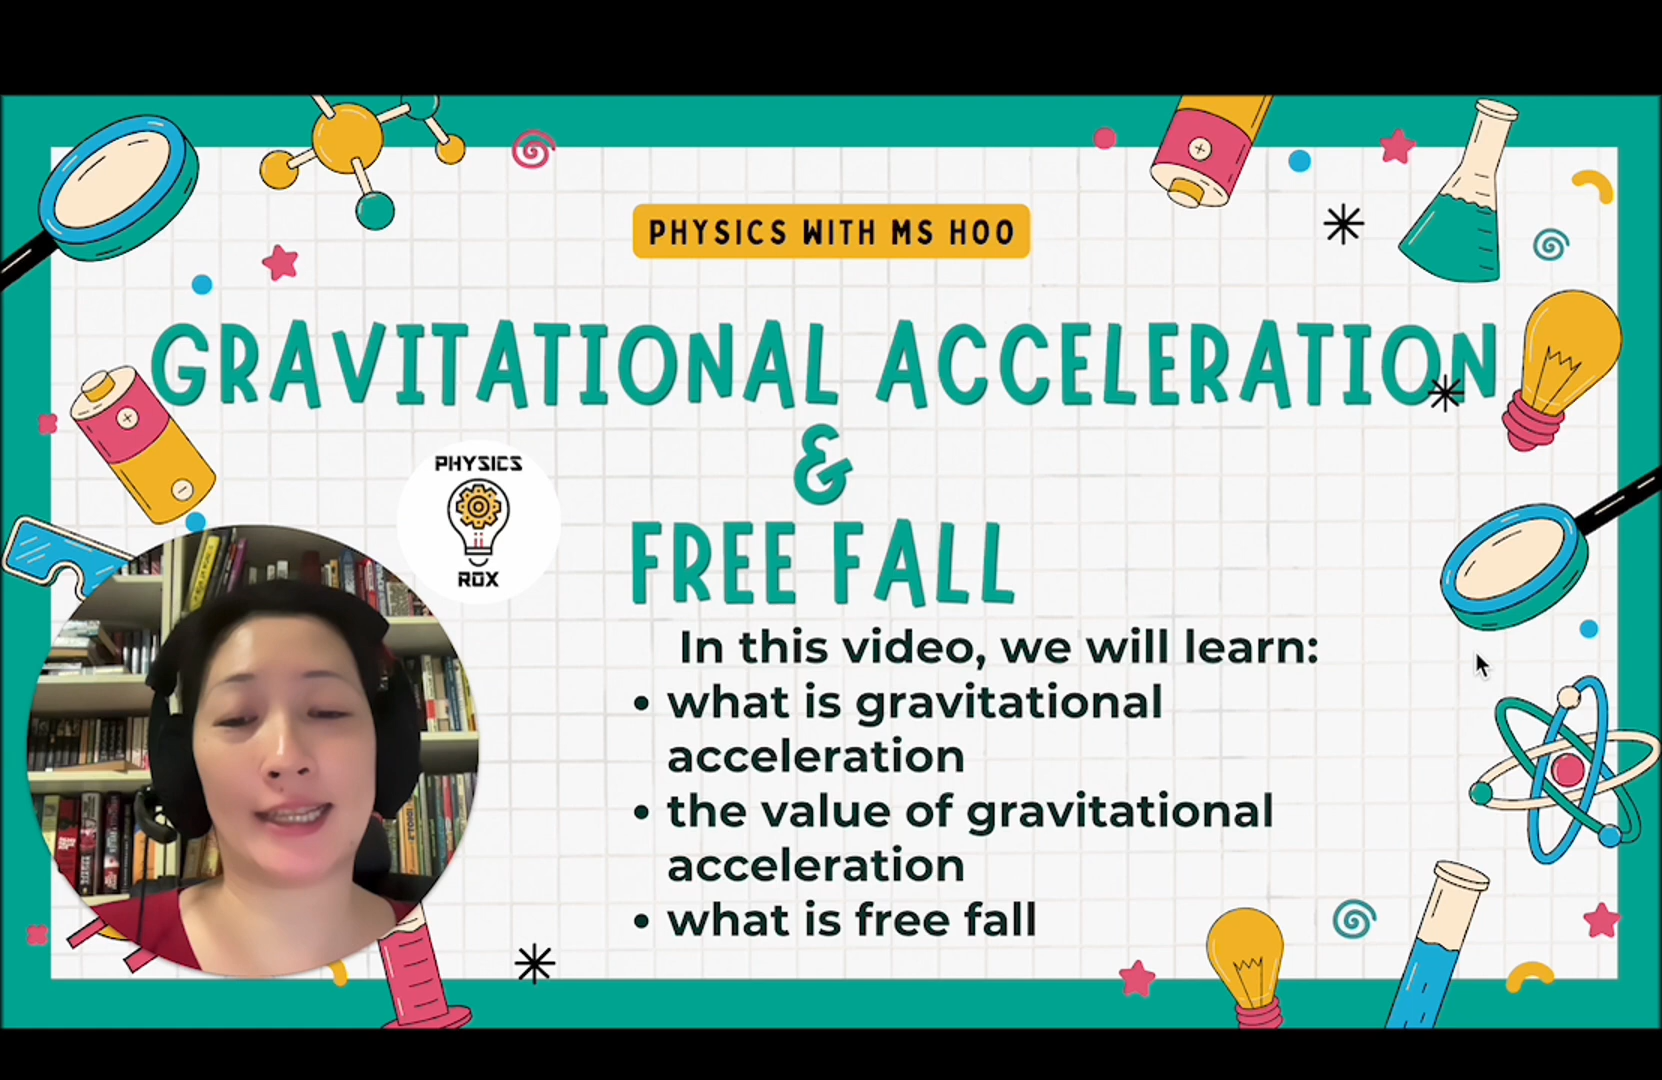 PHYSICS WITH MS HOO
GRAVITATIONAL ACCELERATION
&
FREE FALL
PHYSICS
ROX
In this video, we will learn:
• what is gravitational
acceleration
• the value of gravitational
acceleration
• what is free fall